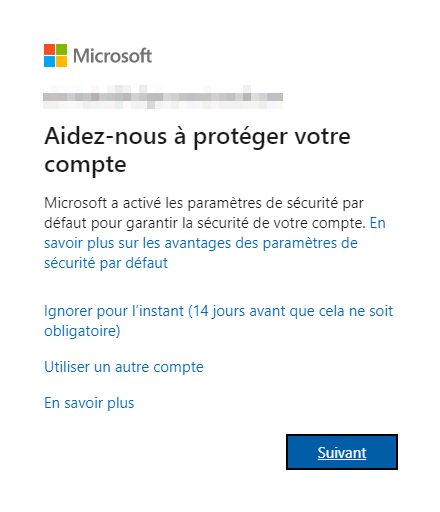 Microsoft
Aidez-nous à protéger votre
compte
Microsoft a activé les paramètres de sécurité par
défaut pour garantir la sécurité de votre compte. En
savoir plus sur les avantages des paramètres de
sécurité par défaut
Ignorer pour l’instant (14 jours avant que cela ne soit
obligatoire)
Utiliser un autre compte
En savoir plus
Suivant